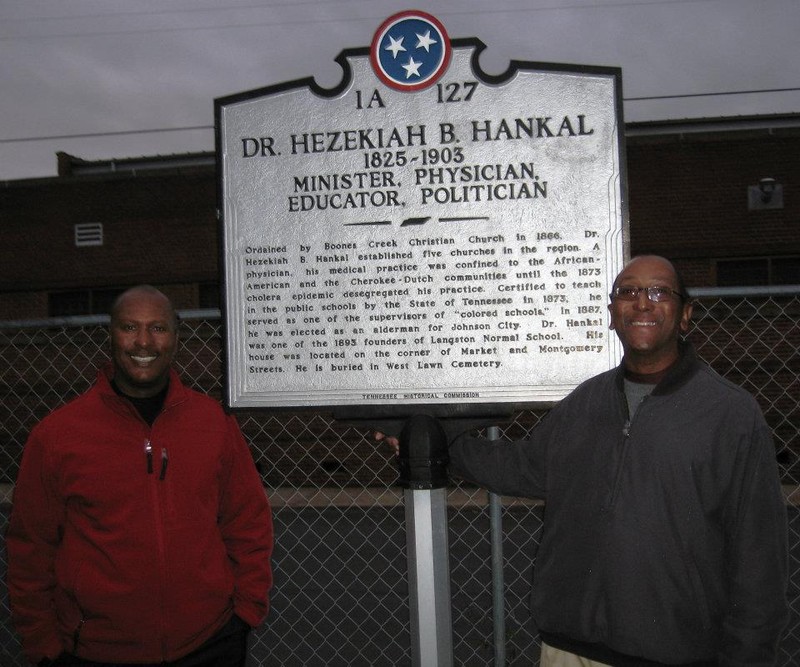 1A 127
DR. HEZEKIAH B. HANKAL
1825-1903
MINISTER, PHYSICIAN,
EDUCATOR, POLITICIAN
Ordained by Boones Creek Christian Church in 1866, Dr.
Hezekiah B. Hankal established five churches in the region. A
physician, his medical practice was confined to the African-
American and the Cherokee-Dutch communities until the 1873
cholera epidemic desegregated his practice. Certified to teach
in the public schools by the State of Tennessee in 1873, he
served as one of the supervisors of "colored schools." In 1887,
he was elected as an alderman for Johnson City. Dr. Hankal
was one of the 1893 founders of Langston Normal School. His
house was located on the corner of Market and Montgomery
Streets. He is buried in West Lawn Cemetery.
TENNESSEE HISTORICAL COMMISSION